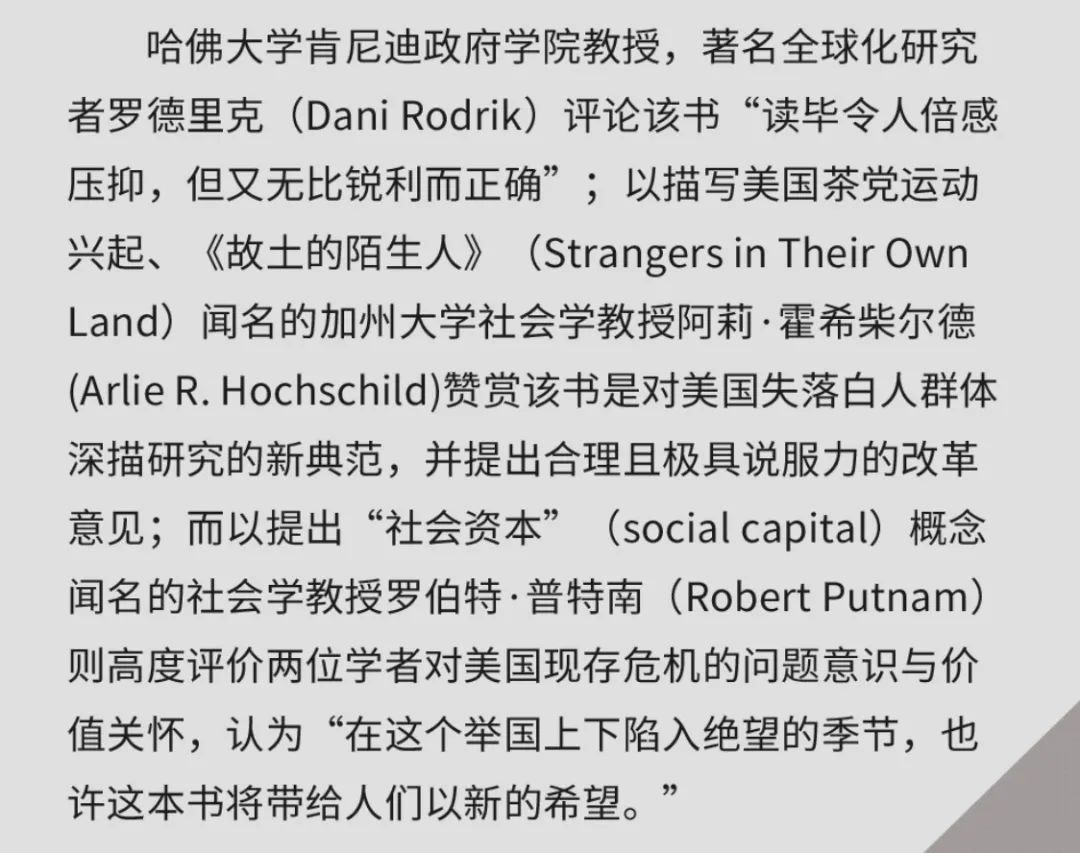 哈佛大学肯尼迪政府学院教授，著名全球化研究
者罗德里克（Dani Rodrik）评论该书“读毕令人倍感
压抑，但又无比锐利而正确”；以描写美国茶党运动
兴起、《故土的陌生人》（Strangers in Their Own
Land）闻名的加州大学社会学教授阿莉·霍希柴尔德
(Arlie R. Hochschild)赞赏该书是对美国失落白人群体
深描研究的新典范，并提出合理且极具说服力的改革
意见；而以提出“社会资本”（social capital）概念
闻名的社会学教授罗伯特·普特南（Robert Putnam）
则高度评价两位学者对美国现存危机的问题意识与价
值关怀，认为“在这个举国上下陷入绝望的季节，也
许这本书将带给人们以新的希望。”